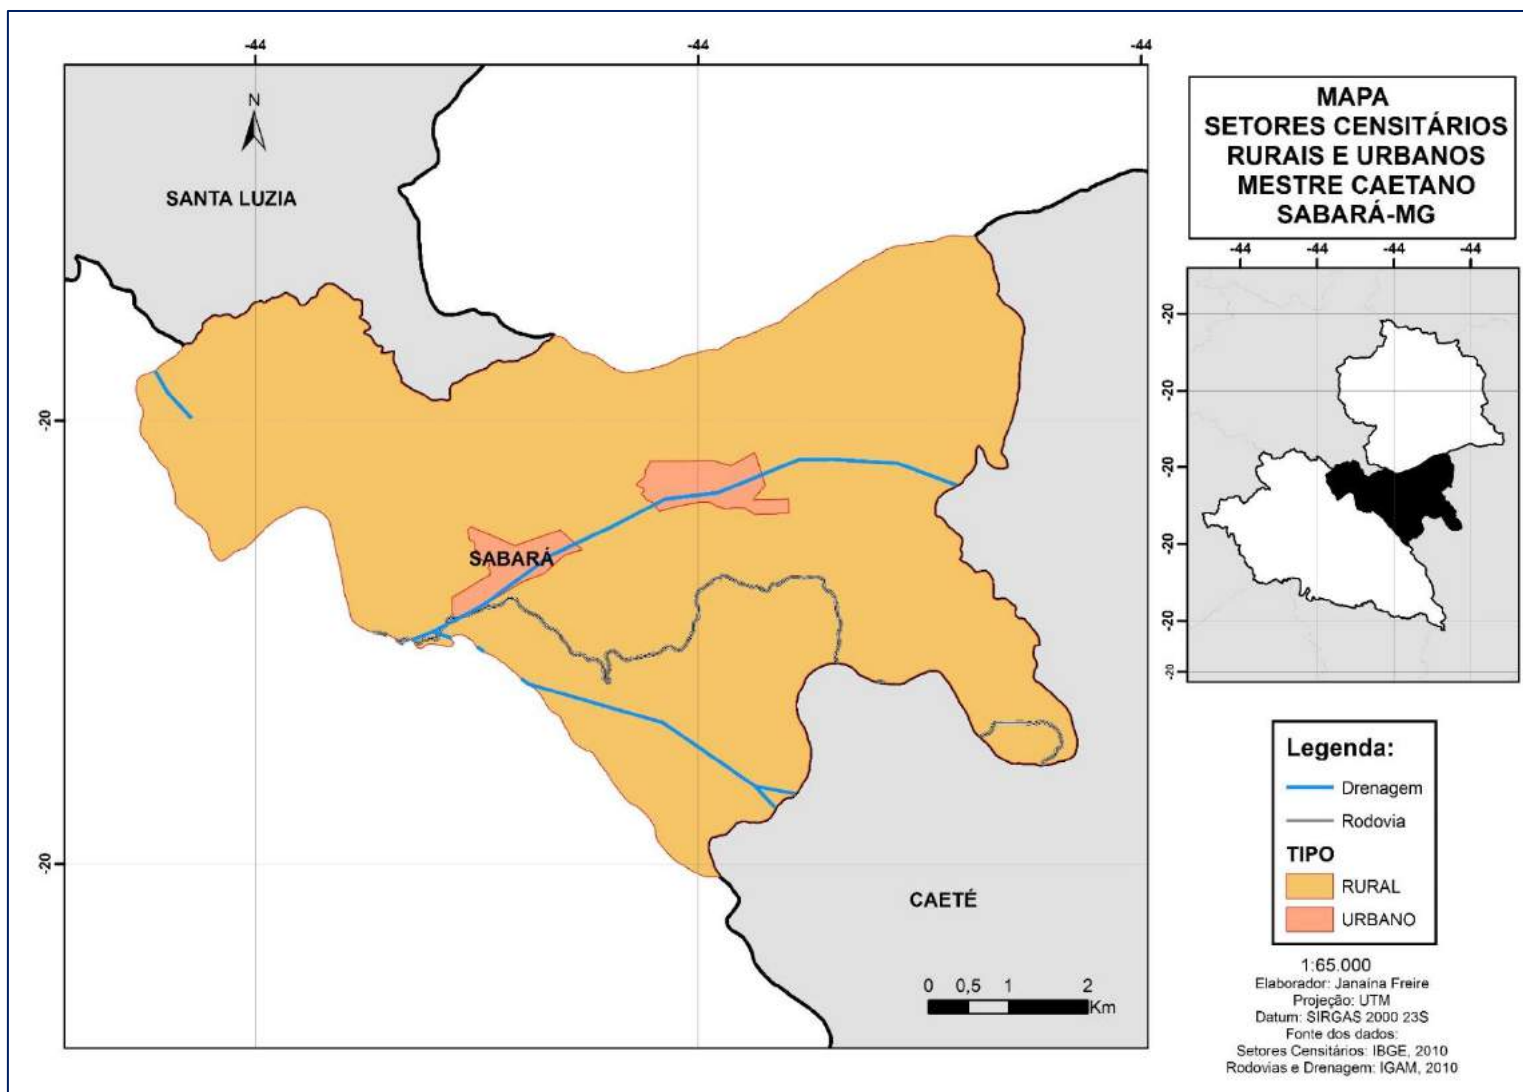 -44 -44 -44
N
SANTA LUZIA
SABARÁ
CAETÉ
-20
-20
0 0,5 1 2
Km
MAPA
SETORES CENSITÁRIOS
RURAIS E URBANOS
MESTRE CAETANO
SABARÁ-MG
-44 -44 -44 -44
-20
-20
-20
-20
-20
-20
Legenda:
Drenagem
Rodovia
TIPO
RURAL
URBANO
1:65.000
Elaborador: Janaína Freire
Projeção: UTM
Datum: SIRGAS 2000 23S
Fonte dos dados:
Setores Censitários: IBGE, 2010
Rodovias e Drenagem: IGAM, 2010